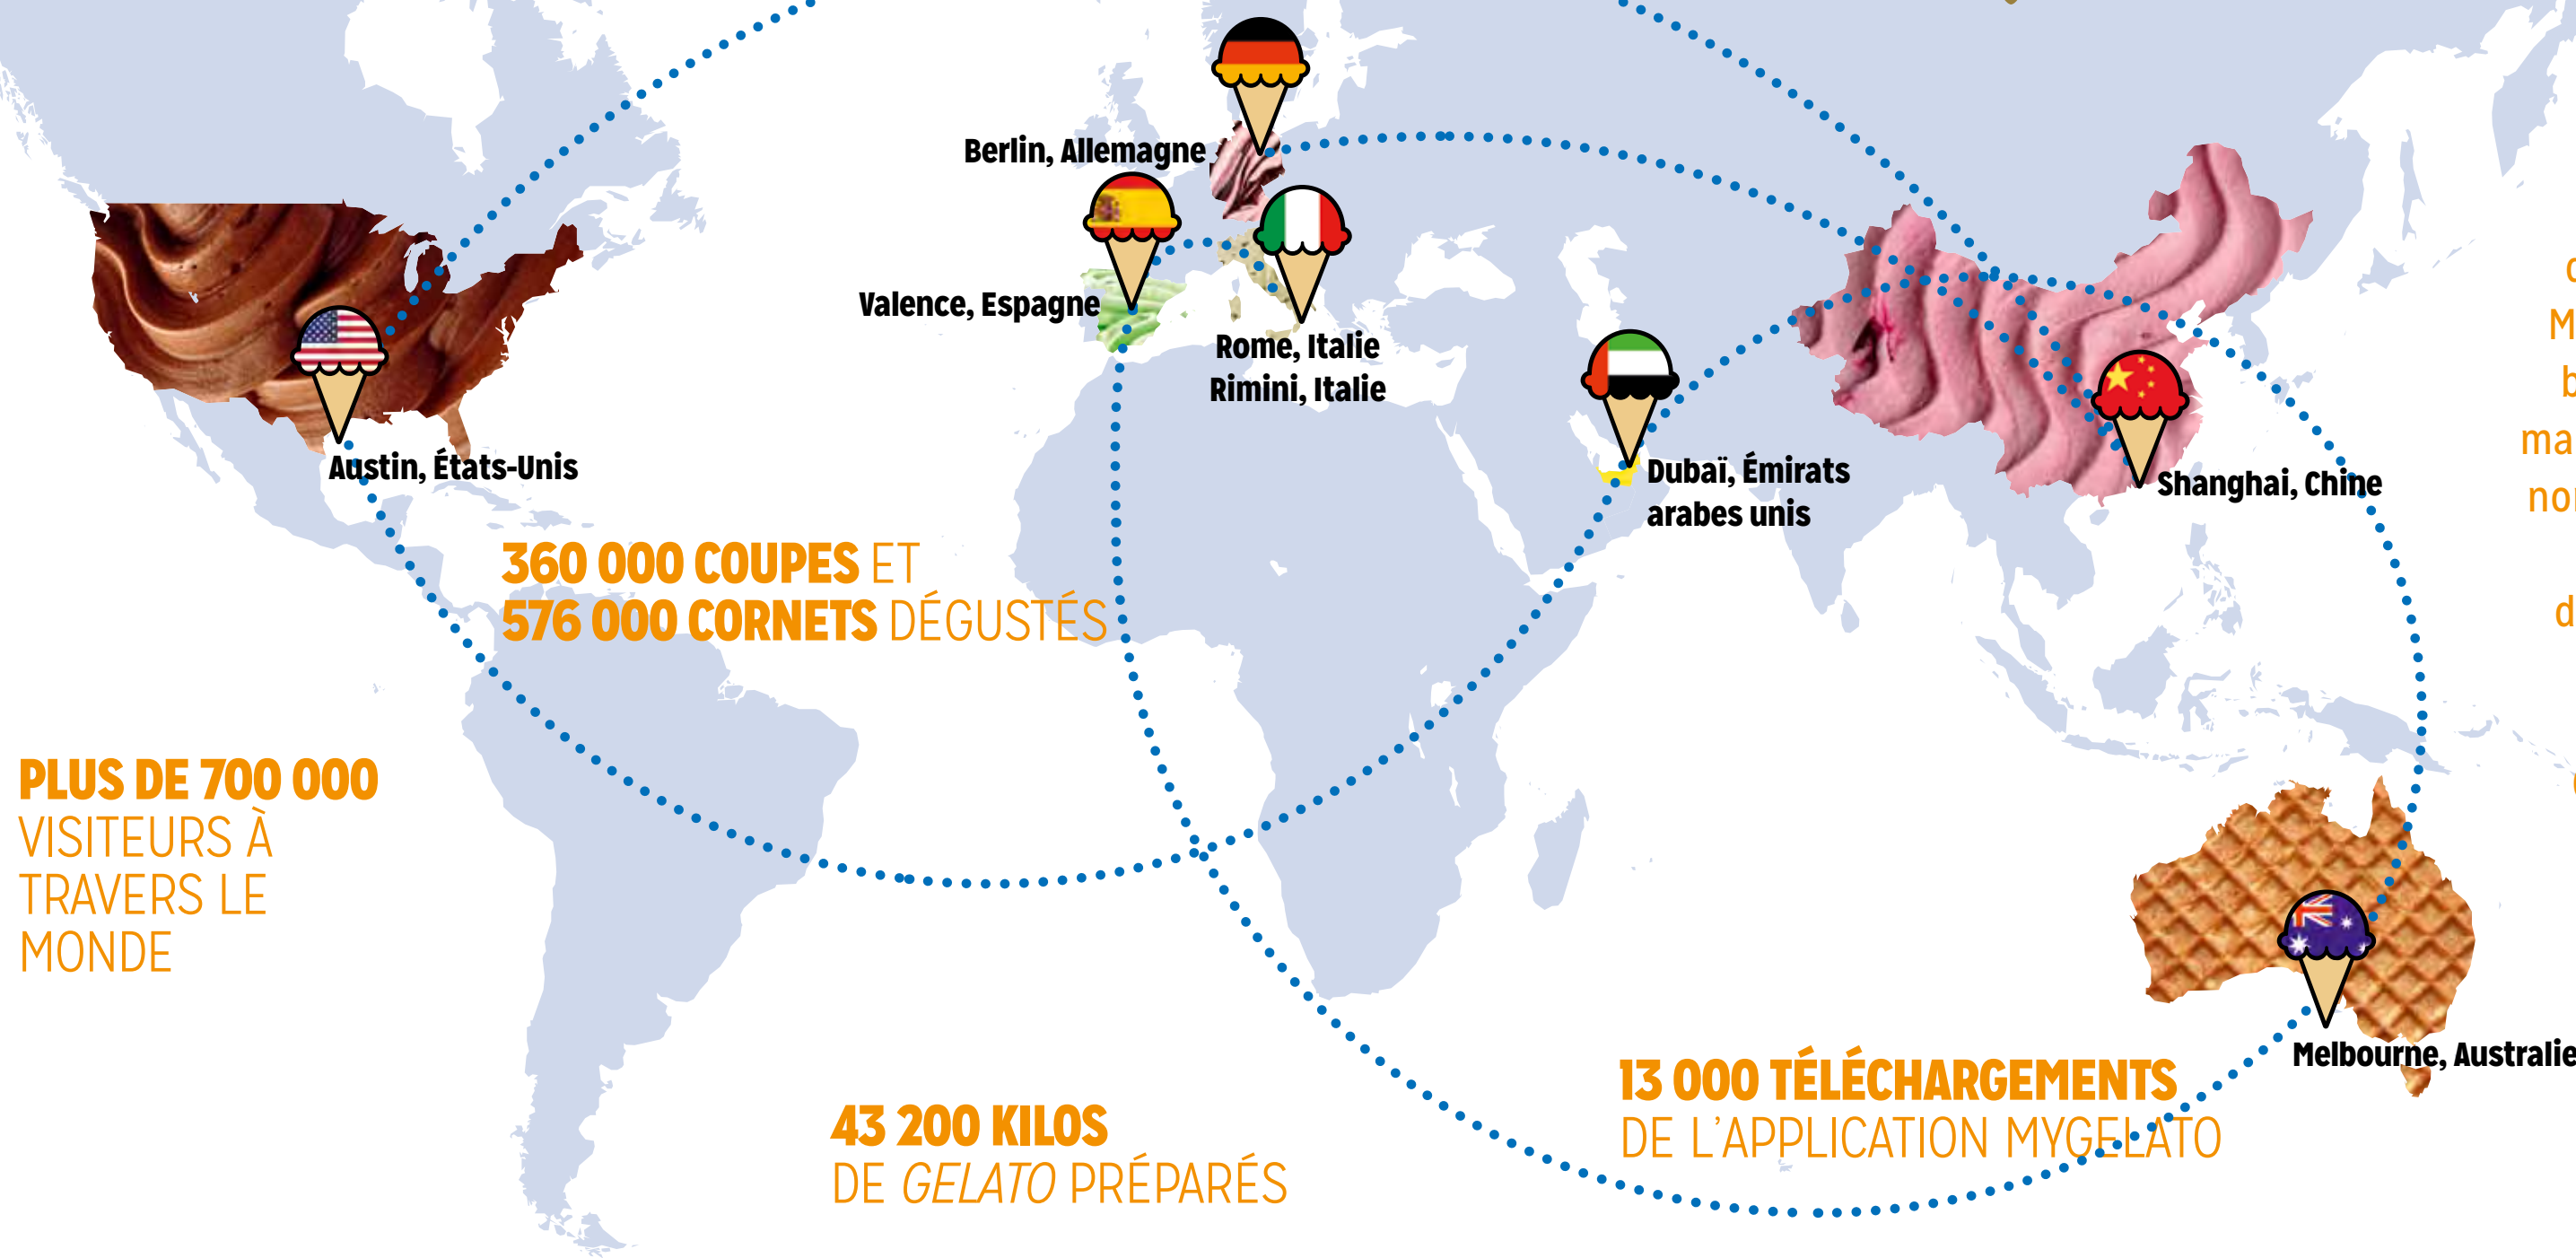 Berlin, Allemagne
Valence, Espagne
Rome, Italie
Rimini, Italie
Austin, États-Unis
Dubaï, Émirats
arabes unis
Shanghai, Chine
360 000 COUPES ET
576 000 CORNETS DÉGUSTÉS
PLUS DE 700 000
VISITEURS À
TRAVERS LE
MONDE
Melbourne, Australie
13 000 TÉLÉCHARGEMENTS
DE L'APPLICATION MYGELATO
43 200 KILOS
DE GELATO PRÉPARÉS